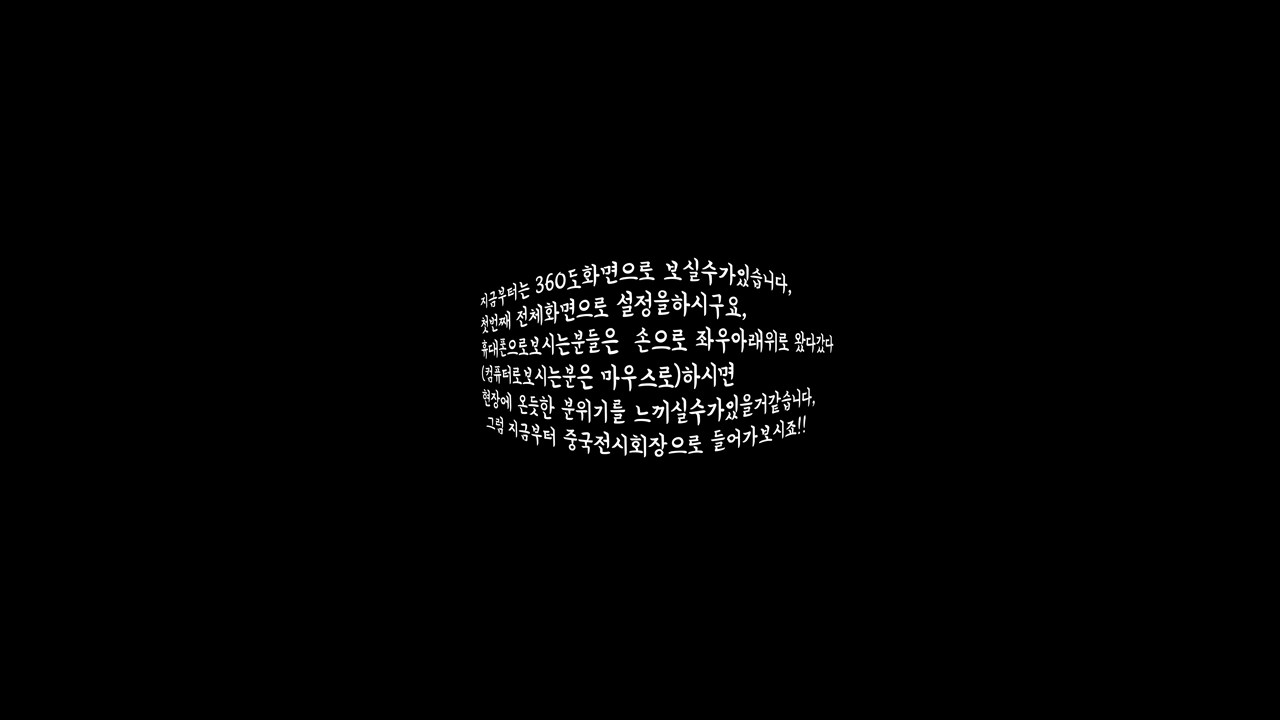 지금부터는 360도화면으로 보실수가있습니다,
첫번째 전체화면으로 설정을하시구요,
휴대폰으로보시는분들은 손으로 좌우아래위로 왔다갔다
(컴퓨터로보시는분은 마우스로)하시면
현장에 온듯한 분위기를 느끼실수가있을거같습니다,
그럼 지금부터 중국전시회장으로 들어가보시죠!!